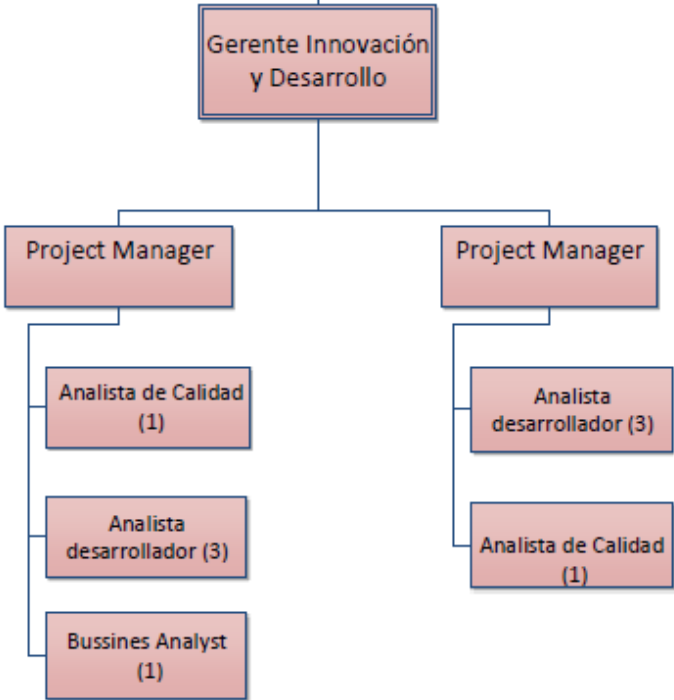 Gerente Innovación
y Desarrollo
Project Manager
Project Manager
Analista de Calidad
(1)
Analista
desarrollador (3)
Bussines Analyst
(1)
Analista
desarrollador (3)
Analista de Calidad
(1)